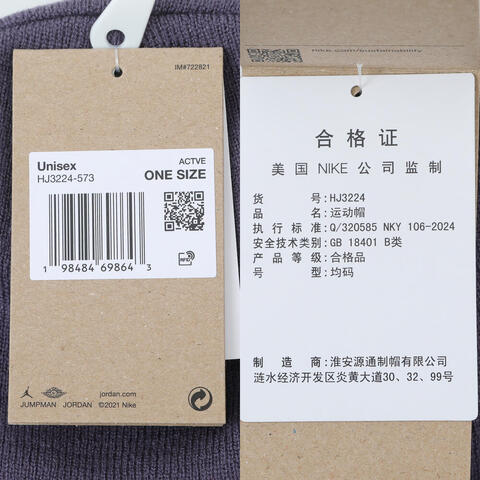 IM#722821
Unisex
HJ3224-573
ACTVE
ONE SIZE
1 98484 69864 3
RFID
JUMPMAN JORDAN
jordan.com
©2021 Nike
nike.com/sustainability
合格证
美国 NIKE 公司监制
货号:HJ3224
品名:运动帽
执行标准:Q/320585 NKY 106-2024
安全技术类别:GB 18401 B类
产品等级:合格品
型号:均码
制造商:淮安源通制帽有限公司
涟水经济开发区炎黄大道30、32、99号